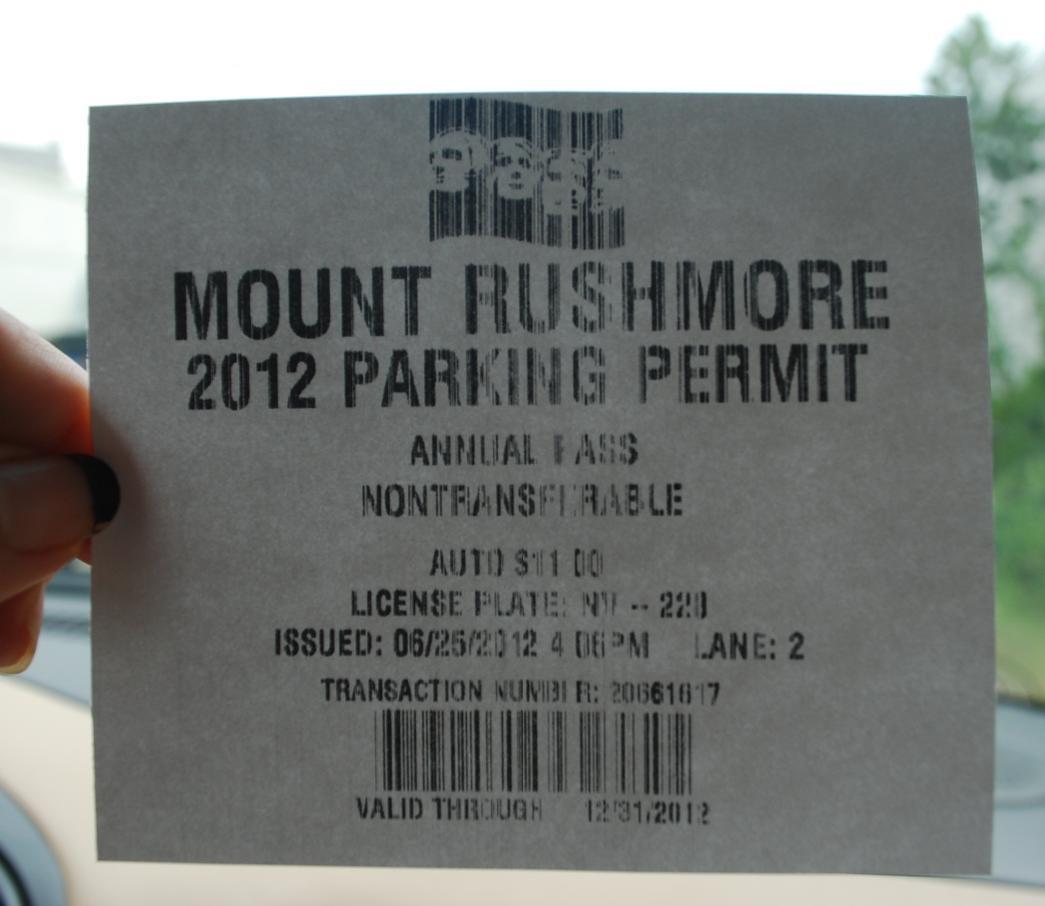 MOUNT RUSHMORE
2012 PARKING PERMIT
ANNUAL PASS
NONTRANSFERABLE
AUTO $11.00
LICENSE PLATE: -- 220
ISSUED: 06/25/2012 4:06PM LANE: 2
TRANSACTION NUMBER: 20661617
VALID THROUGH 12/31/2012